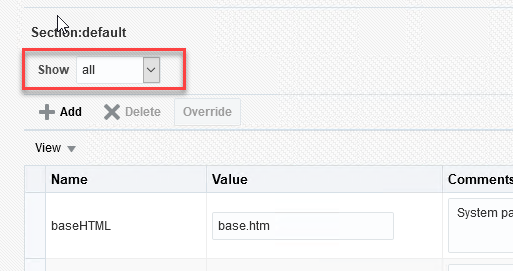 Section:default
Show all
Add Delete Override
View
Name Value Comments
baseHTML base.htm System pa